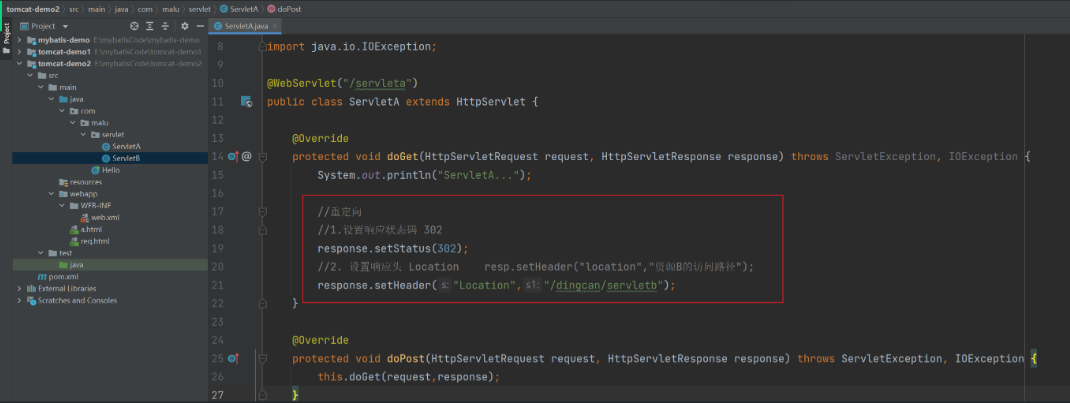 tomcat-demo2 > src > main > java > com > malu > servlet > ServletA > doPost
Project
Project
ServletA.java
mybatis-demo E:\mybatisCode\mybatis-demo
tomcat-demo1 E:\mybatisCode\tomcat-demo1
tomcat-demo2 E:\mybatisCode\tomcat-demo2
src
main
java
com
malu
servlet
ServletA
ServletB
Hello
resources
webapp
WEB-INF
web.xml
a.html
req.html
test
java
pom.xml
External Libraries
Scratches and Consoles
8 import java.io.IOException;
9
10 @WebServlet("/servleta")
11 public class ServletA extends HttpServlet {
12
13 @Override
14 @ protected void doGet(HttpServletRequest request, HttpServletResponse response) throws ServletException, IOException {
15 System.out.println("ServletA...");
16
17 //重定向
18 //1.设置响应状态码 302
19 response.setStatus(302);
20 //2. 设置响应头 Location resp.setHeader("location","资源B的访问路径");
21 response.setHeader( s: "Location", s1: "/dingcan/servletb");
22 }
23
24 @Override
25 protected void doPost(HttpServletRequest request, HttpServletResponse response) throws ServletException, IOException {
26 this.doGet(request,response);
27 }